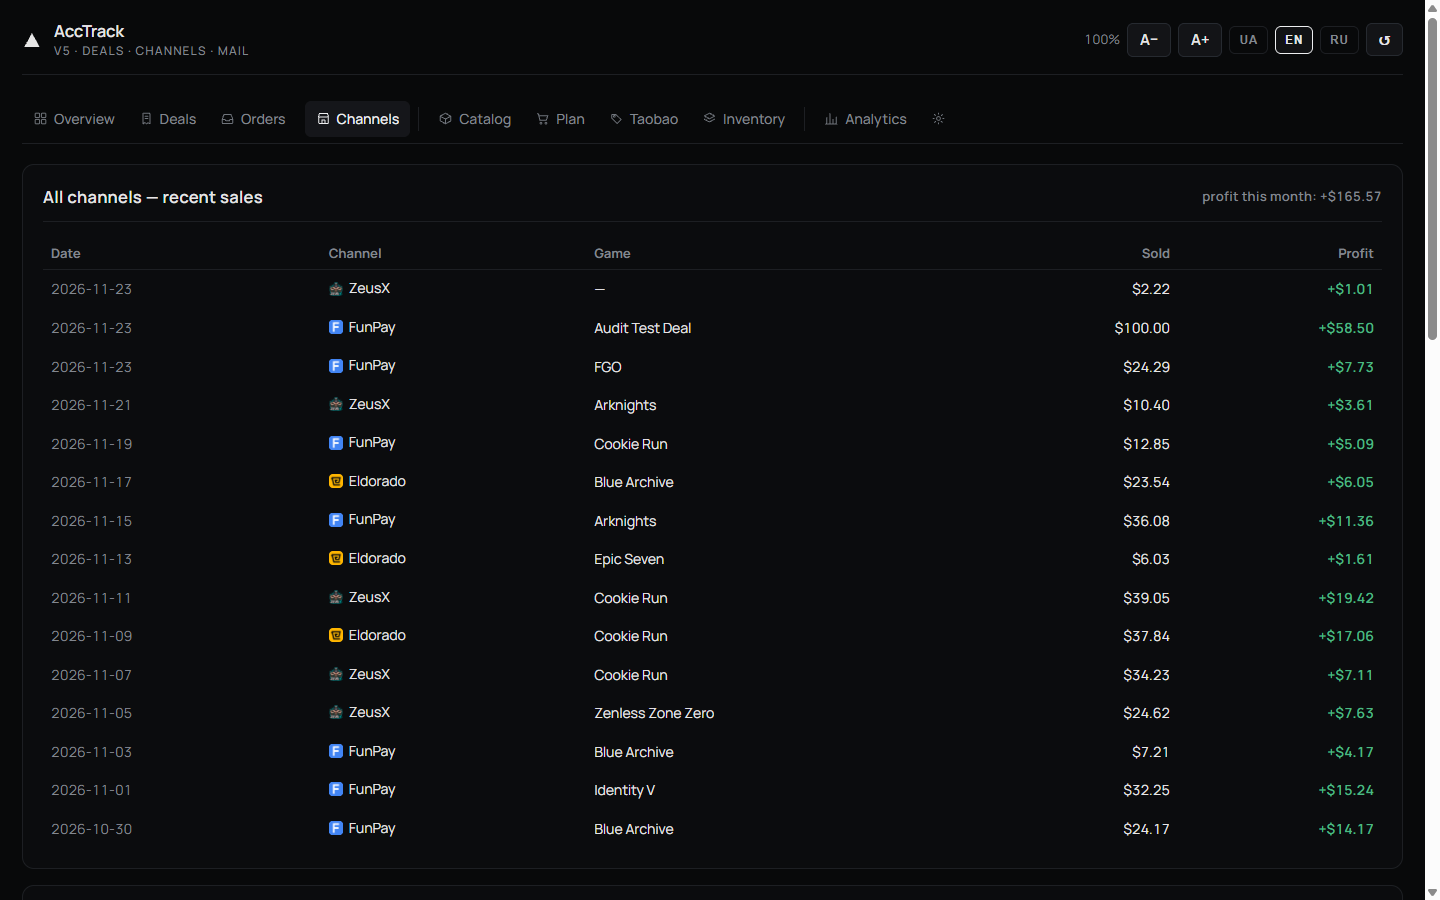 AccTrack
V5 · DEALS · CHANNELS · MAIL
100% A− A+ UA EN RU ↺
Overview Deals Orders Channels Catalog Plan Taobao Inventory Analytics
All channels — recent sales
profit this month: +$165.57
Date Channel Game Sold Profit
2026-11-23 ZeusX — $2.22 +$1.01
2026-11-23 F FunPay Audit Test Deal $100.00 +$58.50
2026-11-23 F FunPay FGO $24.29 +$7.73
2026-11-21 ZeusX Arknights $10.40 +$3.61
2026-11-19 F FunPay Cookie Run $12.85 +$5.09
2026-11-17 Eldorado Blue Archive $23.54 +$6.05
2026-11-15 F FunPay Arknights $36.08 +$11.36
2026-11-13 Eldorado Epic Seven $6.03 +$1.61
2026-11-11 ZeusX Cookie Run $39.05 +$19.42
2026-11-09 Eldorado Cookie Run $37.84 +$17.06
2026-11-07 ZeusX Cookie Run $34.23 +$7.11
2026-11-05 ZeusX Zenless Zone Zero $24.62 +$7.63
2026-11-03 F FunPay Blue Archive $7.21 +$4.17
2026-11-01 F FunPay Identity V $32.25 +$15.24
2026-10-30 F FunPay Blue Archive $24.17 +$14.17